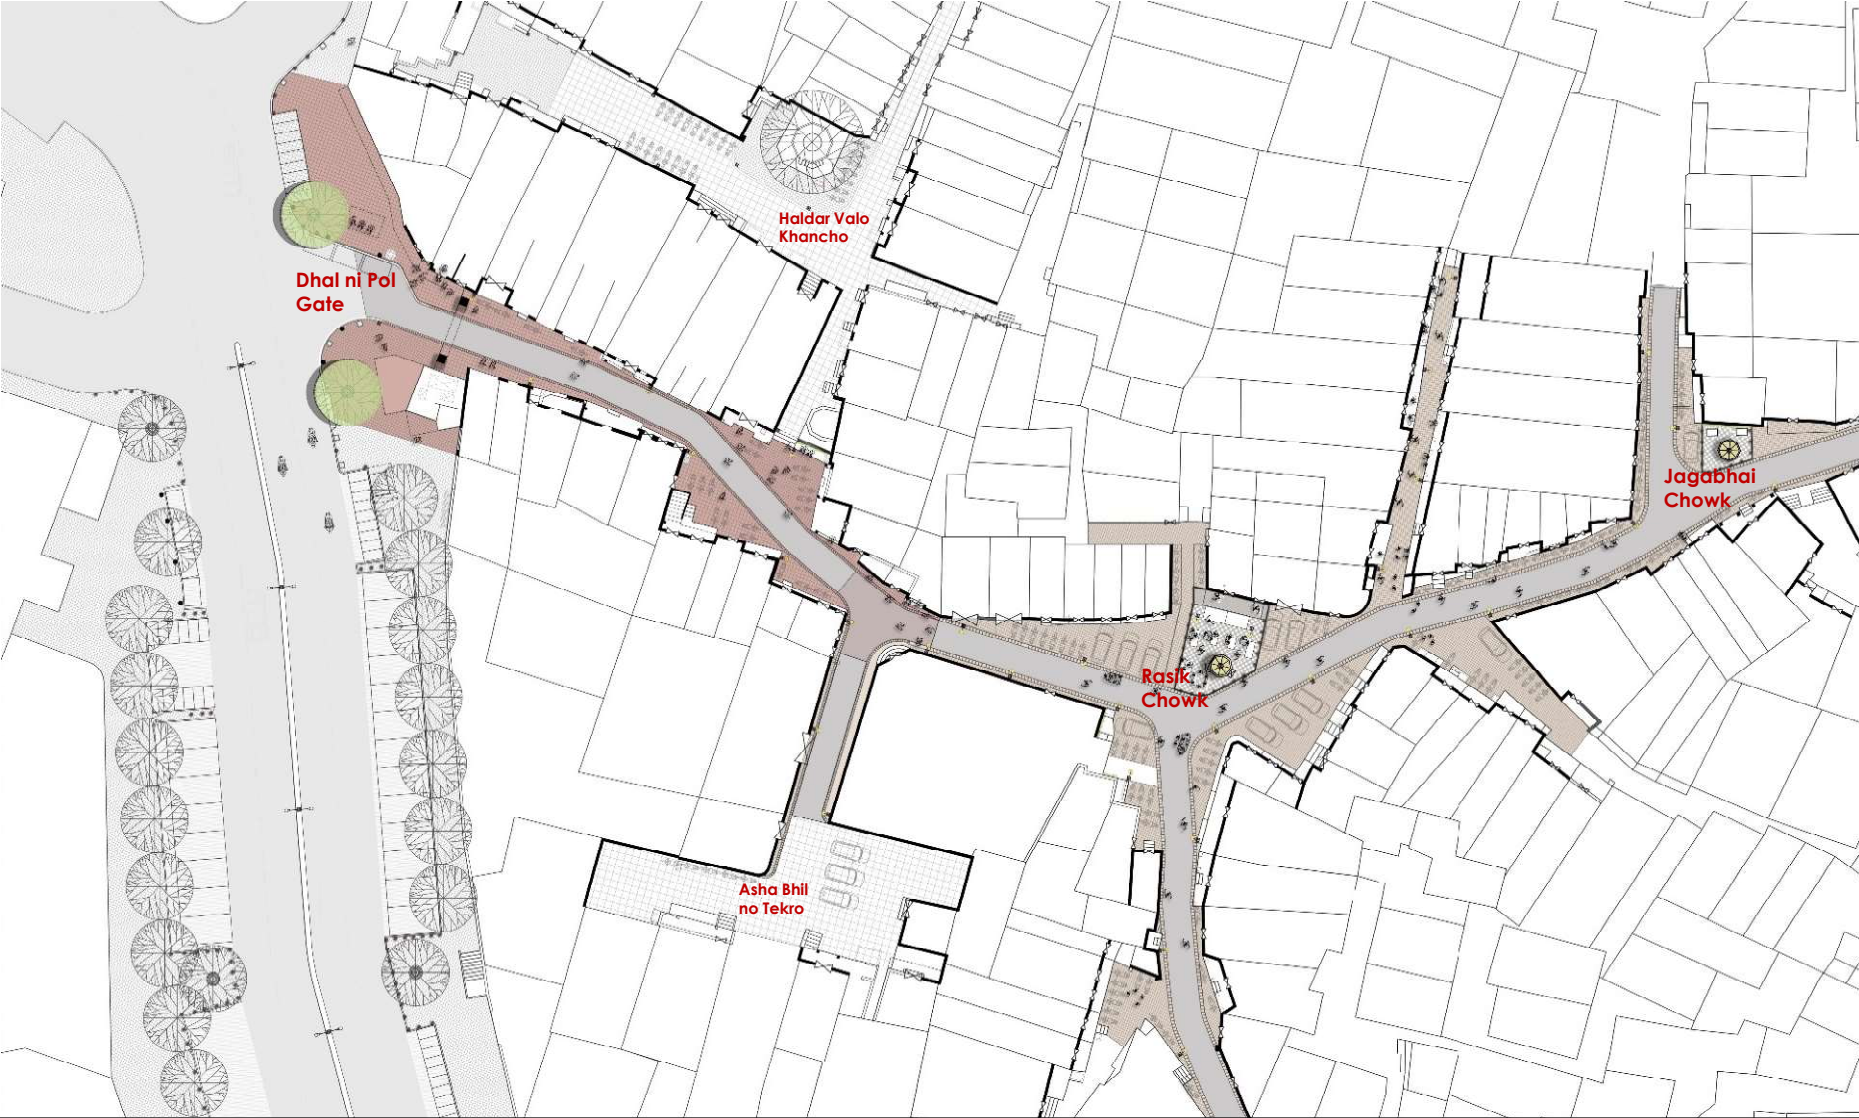 Haldar Valo
Khancho
Dhal ni Pol
Gate
Jagabhai
Chowk
Rasik
Chowk
Asha Bhil
no Tekro